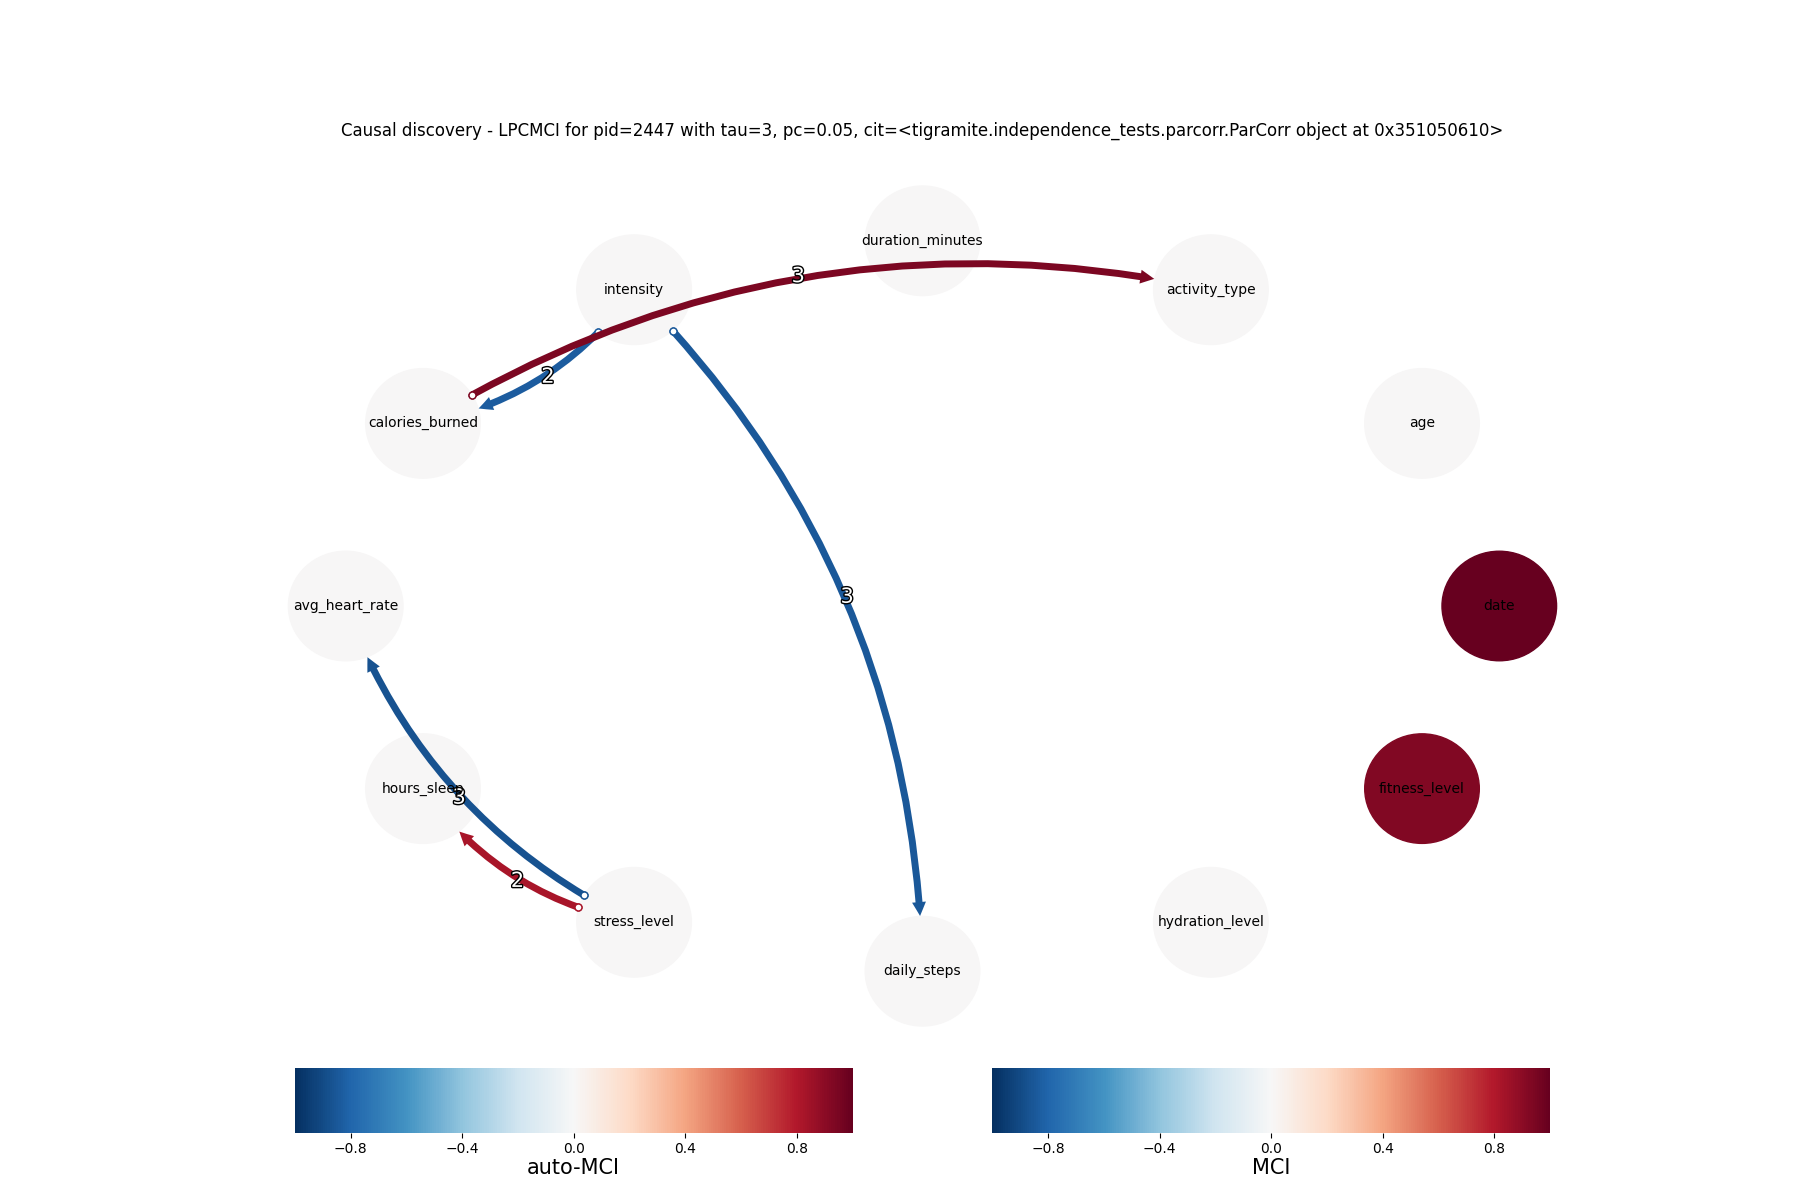 Causal discovery - LPCMCI for pid=2447 with tau=3, pc=0.05, cit=<tigramite.independence_tests.parcorr.ParCorr object at 0x351050610>
duration_minutes
intensity
activity_type
3
2
calories_burned
age
3
avg_heart_rate
date
hours_sleep
3
fitness_level
2
stress_level
hydration_level
daily_steps
−0.8 −0.4 0.0 0.4 0.8
auto-MCI
−0.8 −0.4 0.0 0.4 0.8
MCI